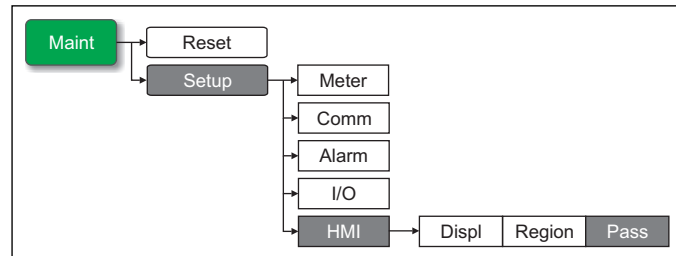 Maint
Reset
Setup
Meter
Comm
Alarm
I/O
HMI
Displ
Region
Pass